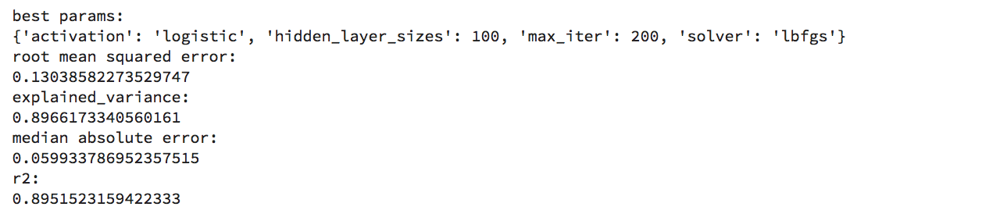 best params:
{'activation': 'logistic', 'hidden_layer_sizes': 100, 'max_iter': 200, 'solver': 'lbfgs'}
root mean squared error:
0.13038582273529747
explained_variance:
0.8966173340560161
median absolute error:
0.059933786952357515
r2:
0.8951523159422333